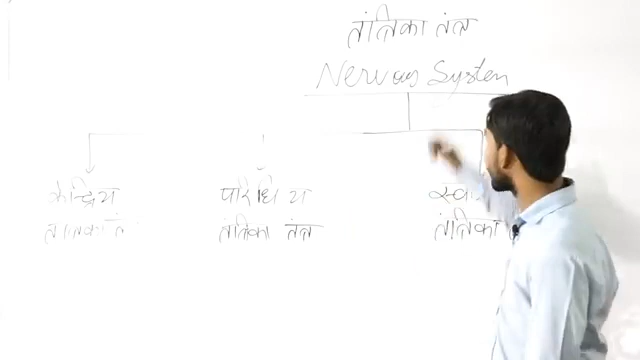 तंत्रिका तंत्र
Nervous System
केन्द्रिय परिधिय
तंत्रिका तंत्र तंत्रिका